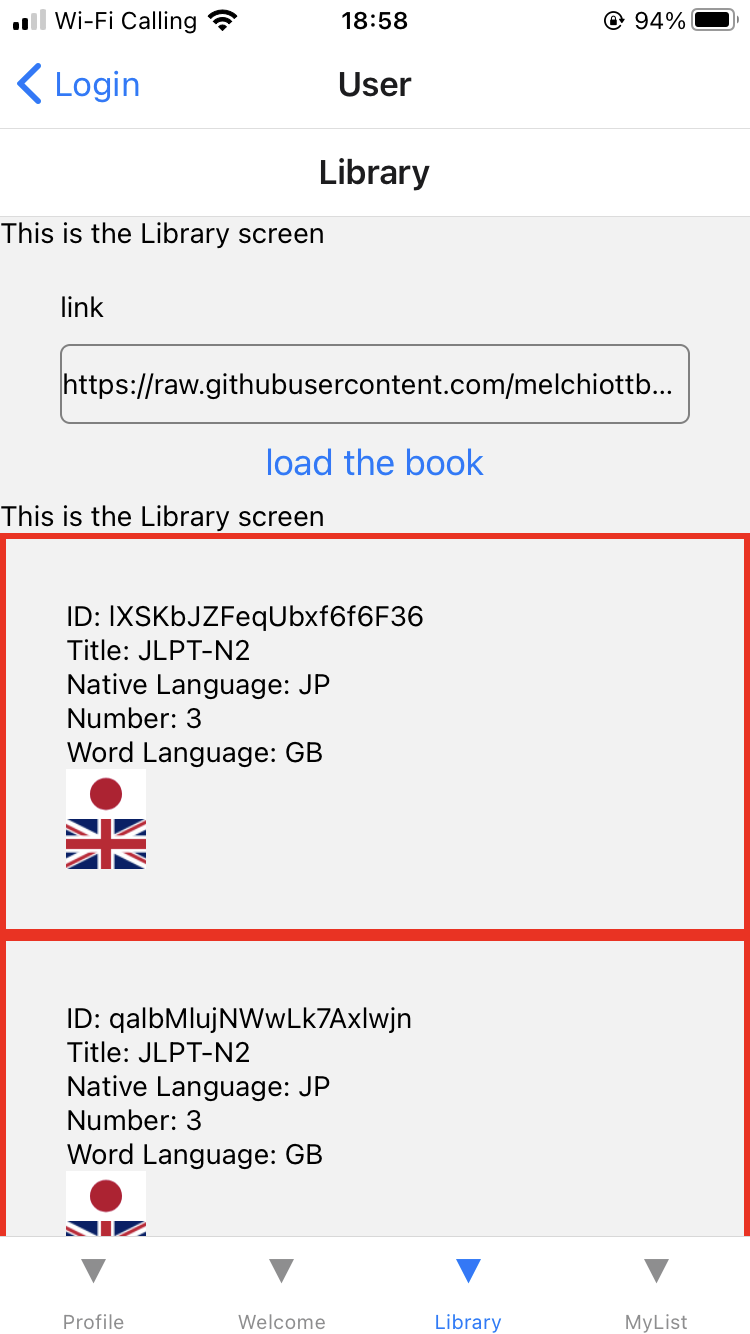 Wi-Fi Calling 18:58 94%
Login User
Library
This is the Library screen
link
https://raw.githubusercontent.com/melchiottb...
load the book
This is the Library screen
ID: lXSKbJZFeqUbxf6f6F36
Title: JLPT-N2
Native Language: JP
Number: 3
Word Language: GB
ID: qalbMlujNWwLk7Axlwjn
Title: JLPT-N2
Native Language: JP
Number: 3
Word Language: GB
Profile Welcome Library MyList